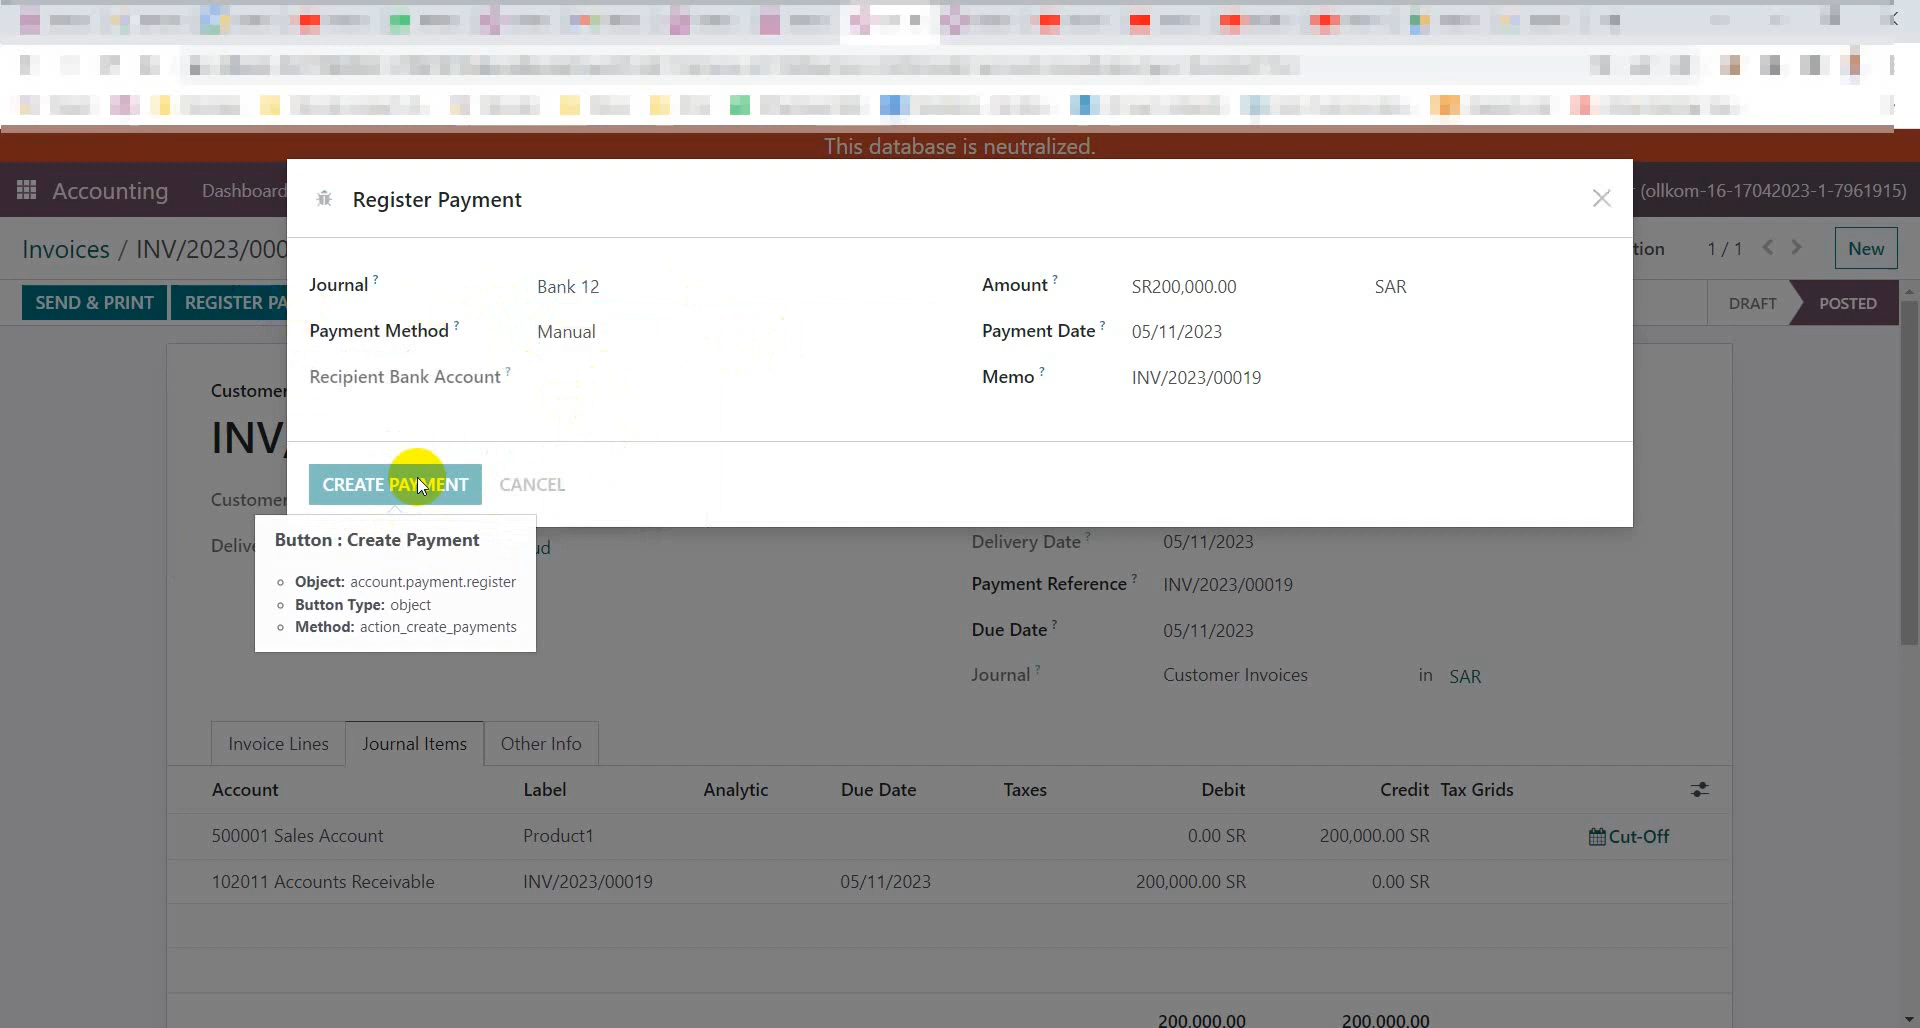 This database is neutralized.
Accounting Dashboard
(ollkom-16-17042023-1-7961915)
Register Payment
Invoices / INV/2023/000
tion 1 / 1 New
SEND & PRINT REGISTER PA
DRAFT POSTED
Journal ? Bank 12
Amount ? SR200,000.00 SAR
Payment Method ? Manual
Payment Date ? 05/11/2023
Recipient Bank Account ?
Memo ? INV/2023/00019
Customer
INV/
CREATE PAYMENT CANCEL
Customer
Delive
Button : Create Payment
Object: account.payment.register
Button Type: object
Method: action_create_payments
ud
Delivery Date ? 05/11/2023
Payment Reference ? INV/2023/00019
Due Date ? 05/11/2023
Journal ? Customer Invoices in SAR
Invoice Lines Journal Items Other Info
Account Label Analytic Due Date Taxes Debit Credit Tax Grids
500001 Sales Account Product1 0.00 SR 200,000.00 SR Cut-Off
102011 Accounts Receivable INV/2023/00019 05/11/2023 200,000.00 SR 0.00 SR
200,000.00 200,000.00